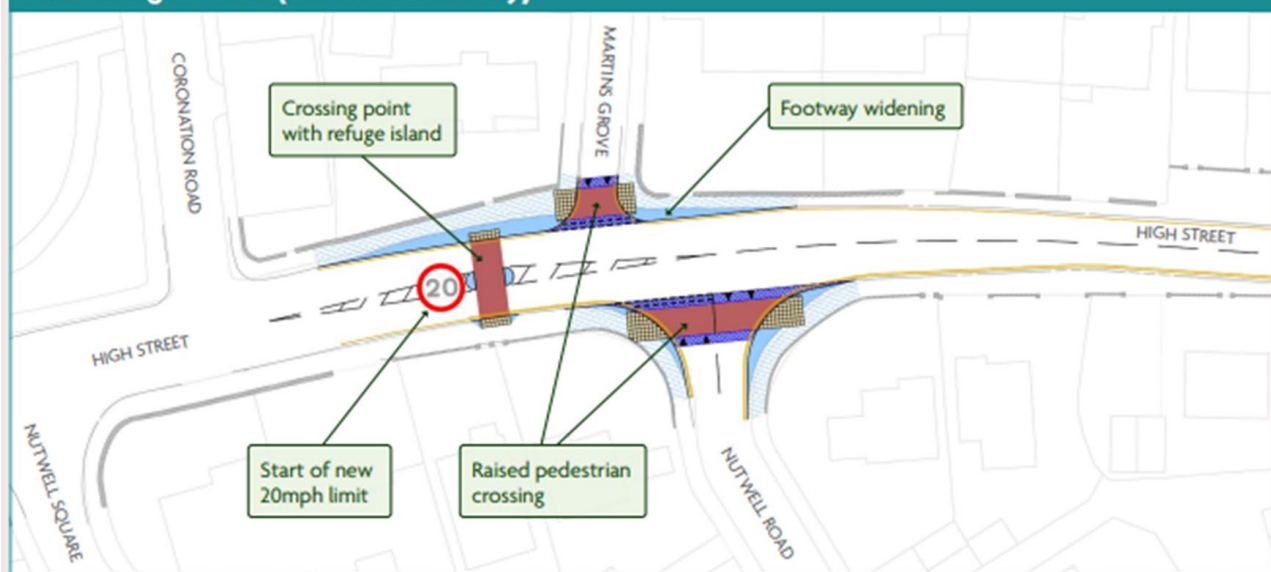 CORONATION ROAD
MARTINS GROVE
Crossing point
with refuge island
Footway widening
HIGH STREET
20
HIGH STREET
Start of new
20mph limit
Raised pedestrian
crossing
NUTWELL SQUARE
NUTWELL ROAD